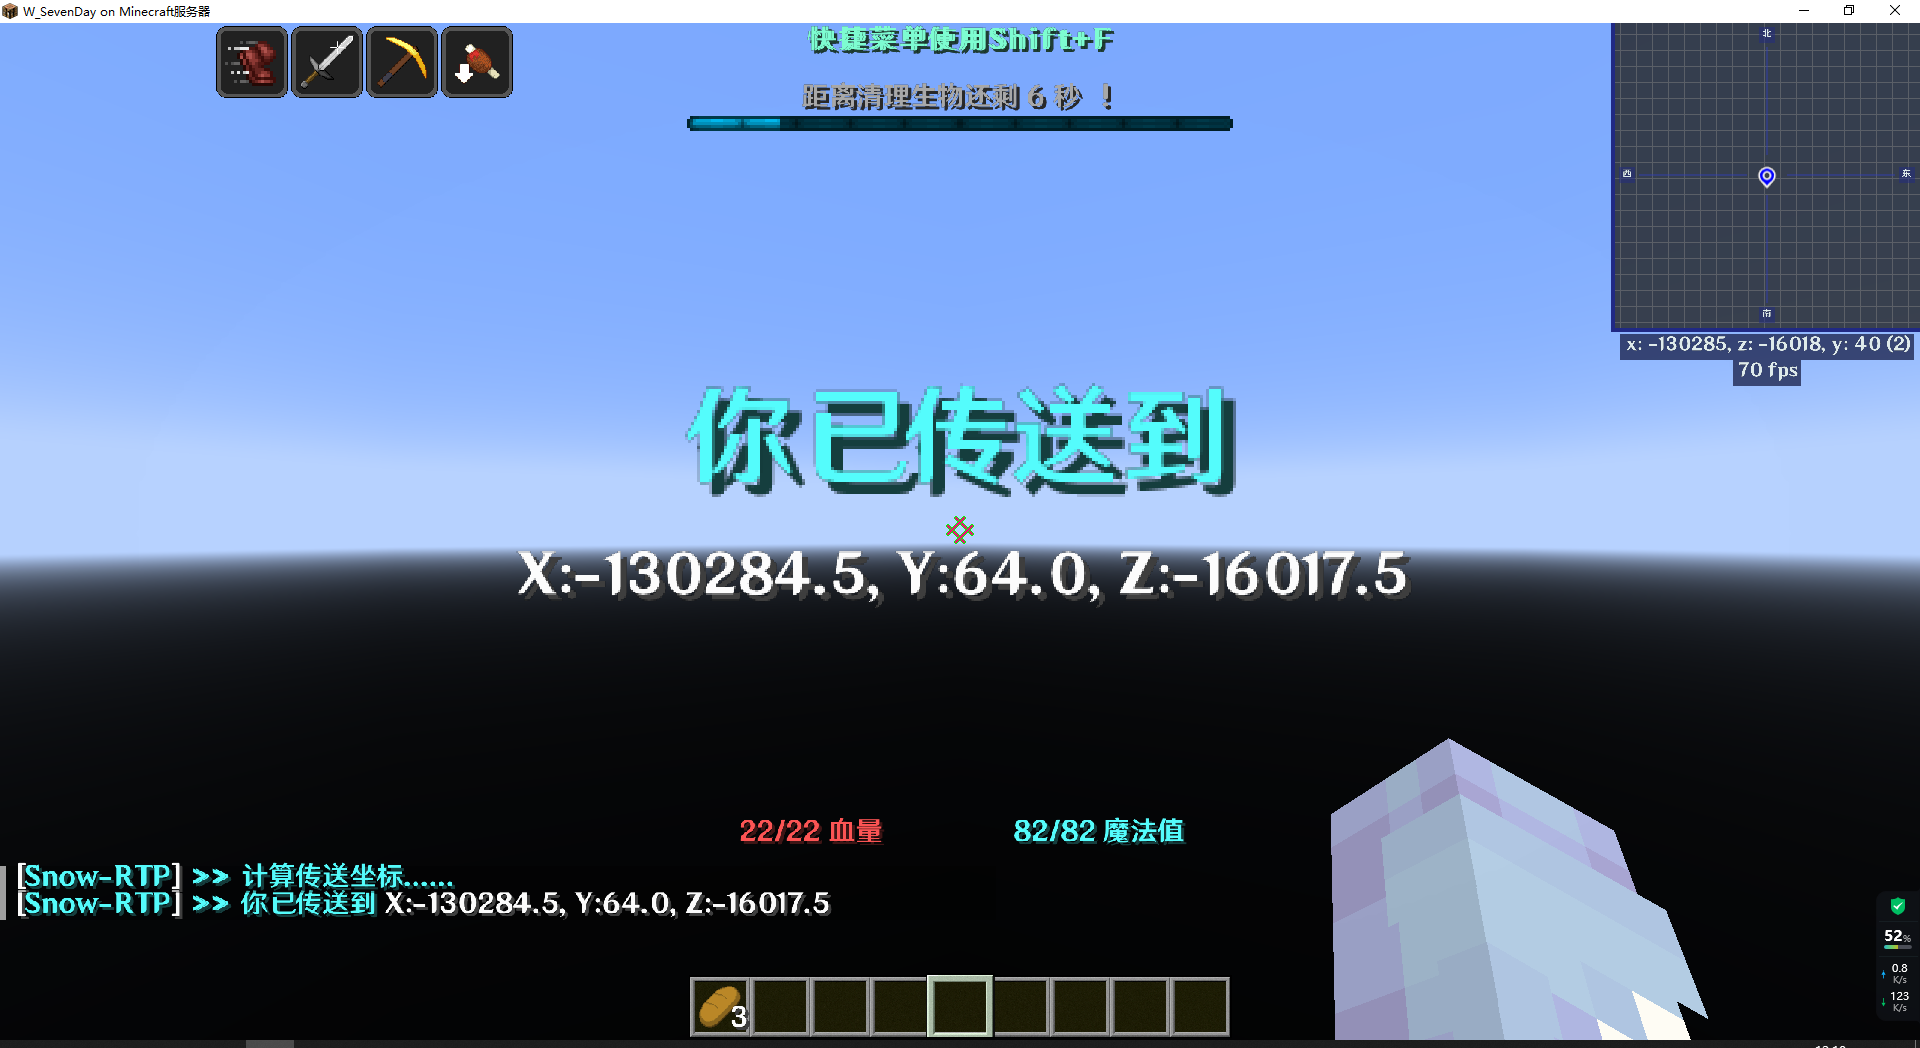 W_SevenDay on Minecraft服务器
快捷菜单使用Shift+F
距离清理生物还剩 6 秒 ！
北
西
东
南
x: -130285, z: -16018, y: 40 (2)
70 fps
你已传送到
X:-130284.5, Y:64.0, Z:-16017.5
22/22 血量
82/82 魔法值
[Snow-RTP] >> 计算传送坐标......
[Snow-RTP] >> 你已传送到 X:-130284.5, Y:64.0, Z:-16017.5
3
52%
0.8
K/s
123
K/s